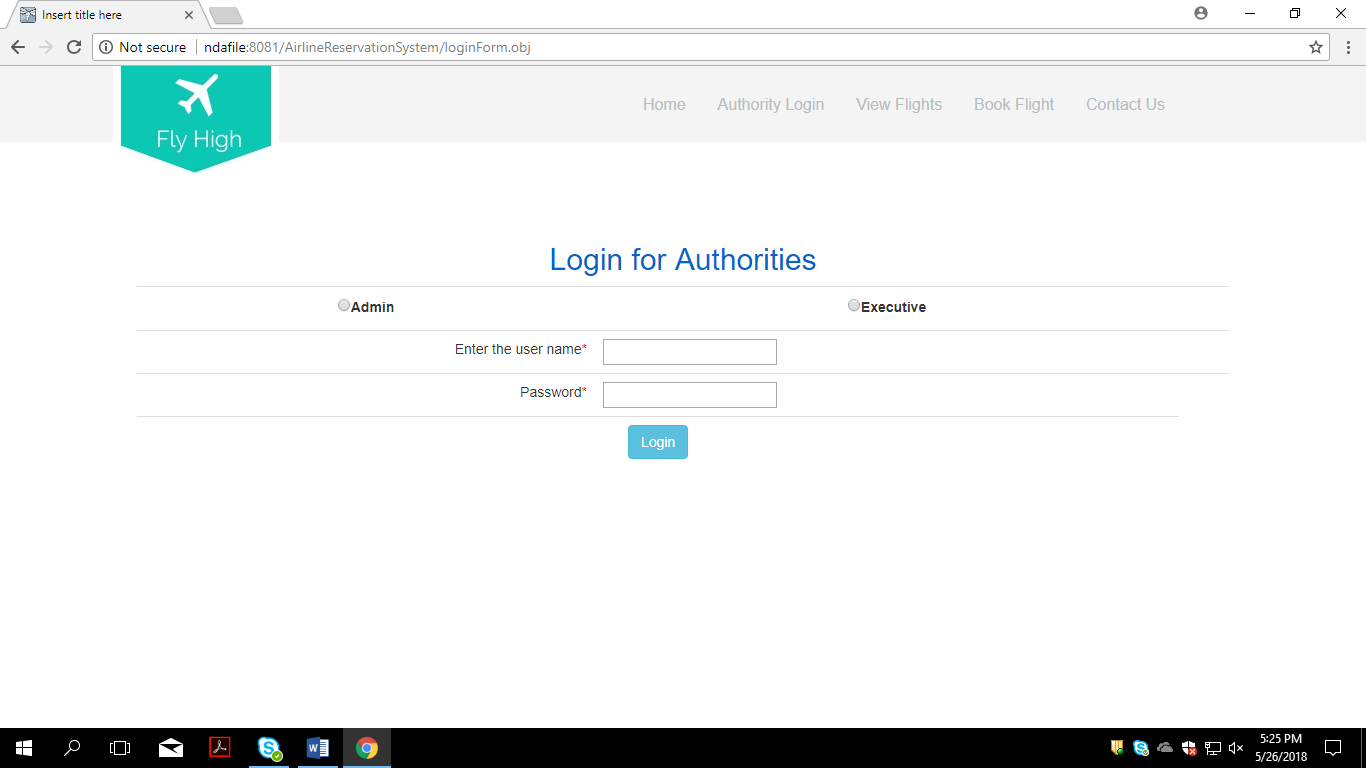 Insert title here
Not secure ndafile:8081/AirlineReservationSystem/loginForm.obj
Fly High
Home Authority Login View Flights Book Flight Contact Us
Login for Authorities
Admin Executive
Enter the user name*
Password*
Login
5:25 PM
5/26/2018